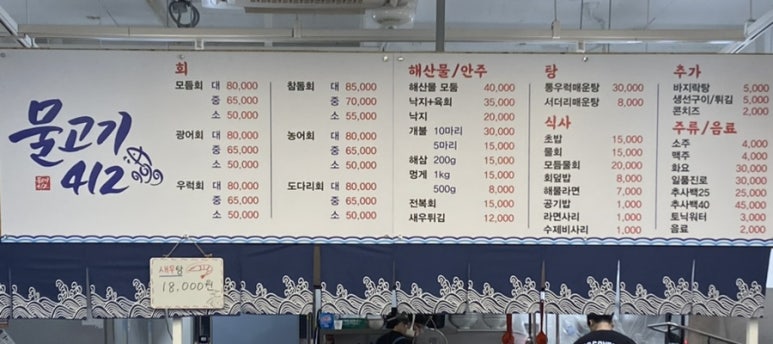 물고기
412
회
모둠회 대 80,000
중 65,000
소 50,000
광어회 대 80,000
중 65,000
소 50,000
우럭회 대 80,000
중 65,000
소 50,000
참돔회 대 85,000
중 70,000
소 55,000
농어회 대 80,000
중 65,000
소 50,000
도다리회 대 80,000
중 65,000
소 50,000
해산물/안주
해산물 모둠 40,000
낙지+육회 35,000
낙지 20,000
개불 10마리 30,000
5마리 15,000
해삼 200g 15,000
멍게 1kg 15,000
500g 8,000
전복회 15,000
새우튀김 12,000
탕
통우럭매운탕 30,000
서더리매운탕 8,000
식사
초밥 15,000
물회 15,000
모듬물회 20,000
회덮밥 8,000
해물라면 7,000
공기밥 1,000
라면사리 1,000
수제비사리 1,000
추가
바지락탕 5,000
생선구이/튀김 5,000
콘치즈 2,000
주류/음료
소주 4,000
맥주 4,000
화요 30,000
일품진로 30,000
추사백25 25,000
추사백40 45,000
토닉워터 3,000
음료 2,000
새우탕
18,000원